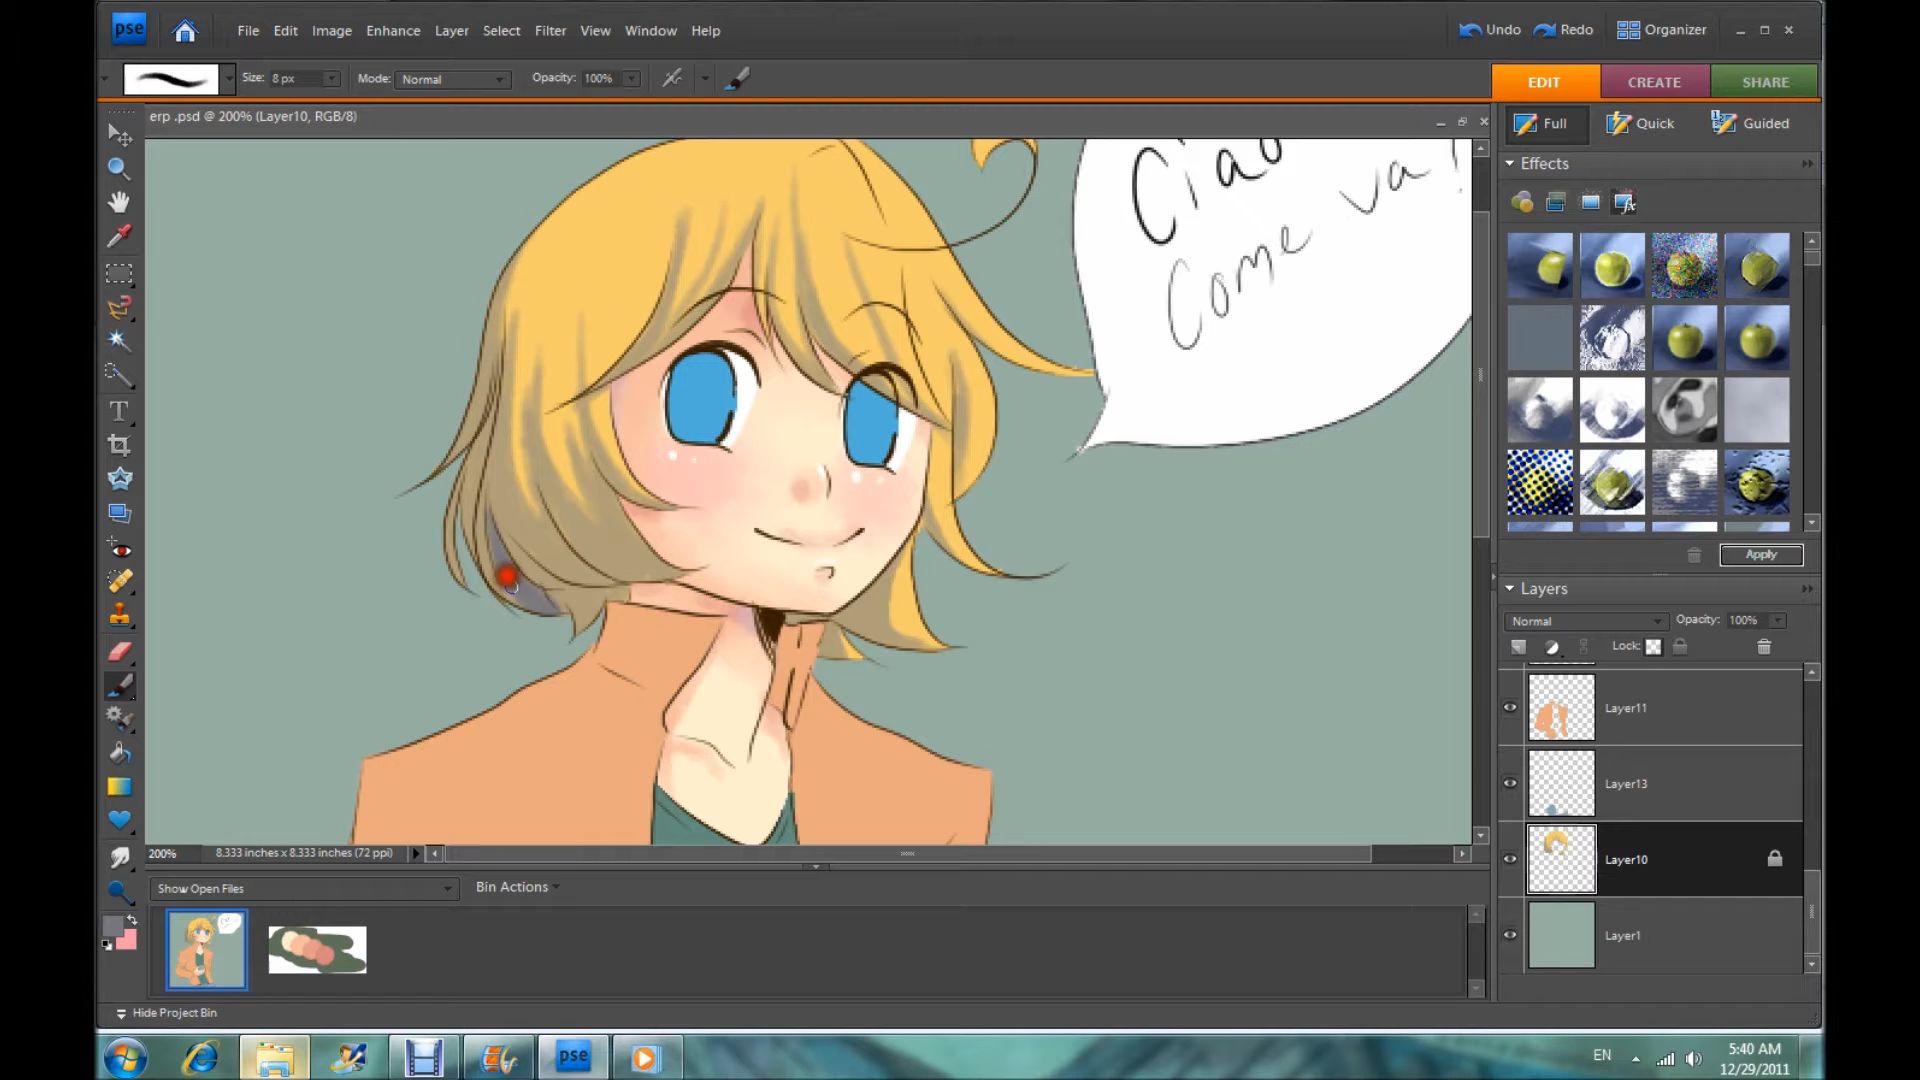 pse File Edit Image Enhance Layer Select Filter View Window Help Undo Redo Organizer
Size: 8 px Mode: Normal Opacity: 100% EDIT CREATE SHARE
erp .psd @ 200% (Layer10, RGB/8)
Full Quick Guided
Effects
Ciao
Come va!
Apply
Layers
Normal Opacity: 100%
Lock:
Layer11
Layer13
Layer10
Layer1
200% 8.333 inches x 8.333 inches (72 ppi)
Show Open Files Bin Actions
Hide Project Bin
pse EN 5:40 AM
12/29/2011